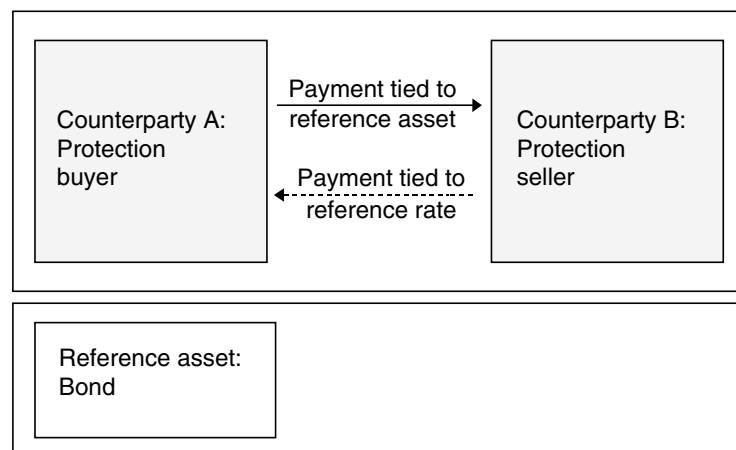 Counterparty A:
Protection
buyer
Payment tied to
reference asset
Payment tied to
reference rate
Counterparty B:
Protection
seller
Reference asset:
Bond